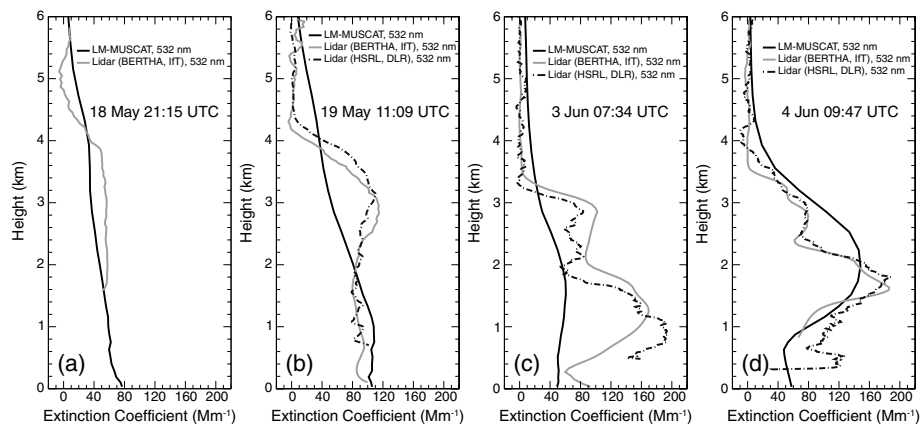 6
5
4
3
2
1
0
Height (km)
LM-MUSCAT, 532 nm
Lidar (BERTHA, IfT), 532 nm
18 May 21:15 UTC
(a)
0 40 80 120 160 200
Extinction Coefficient (Mm⁻¹)
6
5
4
3
2
1
0
Height (km)
LM-MUSCAT, 532 nm
Lidar (BERTHA, IfT), 532 nm
Lidar (HSRL, DLR), 532 nm
19 May 11:09 UTC
(b)
0 40 80 120 160 200
Extinction Coefficient (Mm⁻¹)
6
5
4
3
2
1
0
Height (km)
LM-MUSCAT, 532 nm
Lidar (BERTHA, IfT), 532 nm
Lidar (HSRL, DLR), 532 nm
3 Jun 07:34 UTC
(c)
0 40 80 120 160 200
Extinction Coefficient (Mm⁻¹)
6
5
4
3
2
1
0
Height (km)
LM-MUSCAT, 532 nm
Lidar (BERTHA, IfT), 532 nm
Lidar (HSRL, DLR), 532 nm
4 Jun 09:47 UTC
(d)
0 40 80 120 160 200
Extinction Coefficient (Mm⁻¹)